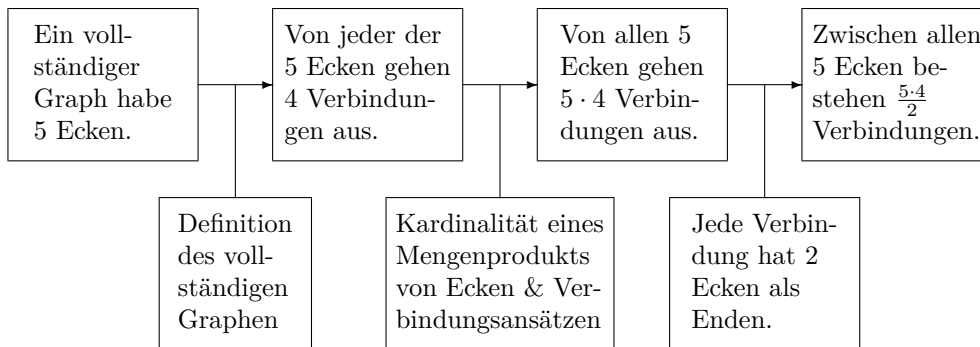 Ein voll-
ständiger
Graph habe
5 Ecken.
Von jeder der
5 Ecken gehen
4 Verbindun-
gen aus.
Von allen 5
Ecken gehen
5 · 4 Verbin-
dungen aus.
Zwischen allen
5 Ecken be-
stehen \frac{5·4}{2}
Verbindungen.
Definition
des voll-
ständigen
Graphen
Kardinalität eines
Mengenprodukts
von Ecken & Ver-
bindungsansätzen
Jede Verbin-
dung hat 2
Ecken als
Enden.